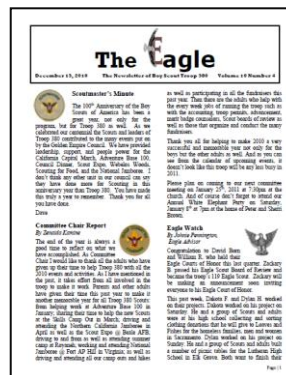 The Eagle
December 15, 2010 The Newsletter of Boy Scout Troop 380 Volume 10 Number 4
Scoutmaster's Minute
The 100th Anniversary of the Boy
Scouts of America has been a
great year, not only for the
program, but for Troop 380 as well. As we
celebrated our centennial the Scouts and leaders of
Troop 380 contributed to the many events put on
by the Golden Empire Council. We have provided
leadership, support, and people power for the
California Capitol March, Adventure Base 100,
Council Dinner, Scout Expo, Webelos Woods,
Scouting for Food, and the National Jamboree. I
don't think any other unit in our council can say
they have done more for Scouting in this
anniversary year than Troop 380. You have made
this truly a year to remember. Thank you for all
you have done.
Dave
Committee Chair Report
By
The end of the year is always a
good time to reflect on what we
have accomplished. As Committee
Chair I would like to thank all the adults who have
given up their time to help Troop 380 with all the
2010 events and activities. As I have mentioned in
the past, it takes effort from all involved in the
troop to make it work. Parents and other adults
have given their time this past year to make it
another memorable year for all Troop 380 Scouts:
from helping work at Adventure Base 100 in
January; sharing their time to help the new Scouts
at the Skills Camp Out in March; driving and
attending the Northern California Jamboree in
April as well as the Scout Expo @ Beale AFB;
driving to and from as well as attending summer
camp at; working and attending National
Jamboree @ Fort AP Hill in Virginia; as well as
driving and attending all our camp outs and hikes
as well as participating in all the fundraisers this
past year. Then there are the adults who help with
the every week jobs of running the troop such as
with the accounting, troop permits, advancement,
merit badge counselors, Scout boards of review as
well as those that organize and conduct the many
fundraisers.
Thank you all for helping to make 2010 a very
successful and memorable year not only for the
boys but the other adults as well. And as you can
see from the calendar of upcoming events, it
doesn't look like this troop will be any less busy in
2011.
Please plan on coming to our next committee
meeting on January 25th, 2011 at 7:30pm at the
church. And of course don't forget to attend our
Annual White Elephant Party on Saturday,
January 8th at 7pm at the home of Peter and Sherri
Brown.
Eagle Watch
By Jennie Pennington,
Eagle Advisor
Congratulation to David
and William R. who held their
Eagle Courts of Honor this last quarter. Zackary
P. passed his Eagle Scout Board of Review and
became the troop's 119 Eagle Scout. Zackary will
be making an announcement soon inviting
everyone to his Eagle Court of Honor.
This past week, Dakota F. and Dylan H. worked
on their projects. Dakota worked on his project on
Saturday. He and a group of Scouts and adults
were at his high school collecting and sorting
clothing donations that he will give to Loaves and
Fishes for the homeless families, men and women
in Sacramento. Dylan worked on his project on
Sunday. He and a group of Scouts and adults built
a number of picnic tables for the Lutheran High
School in Elk Grove. Both want to thank their
Page | 1